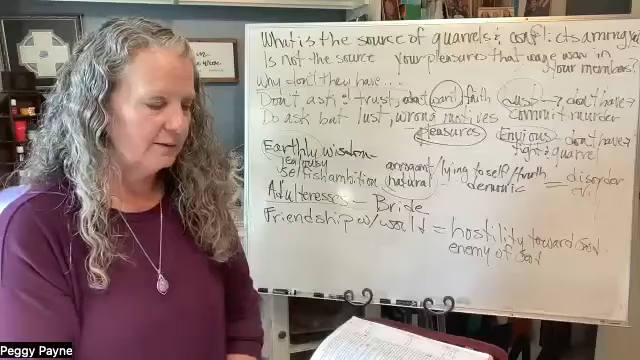 What is the source of quarrels & conflicts among you
Is not the source your pleasures that wage war in your members?
Why don't they have...
Don't ask : trust, want faith lust → don't have →
Do ask but lust, wrong motives commit murder
pleasures Envious don't have →
fight & quarrel
Earthly wisdom -
jealousy
selfish ambition
arrogant/lying to self/truth
natural demonic = disorder
evil
Adulteresses - Bride
Friendship w/ world = hostility toward God
enemy of God
Peggy Payne